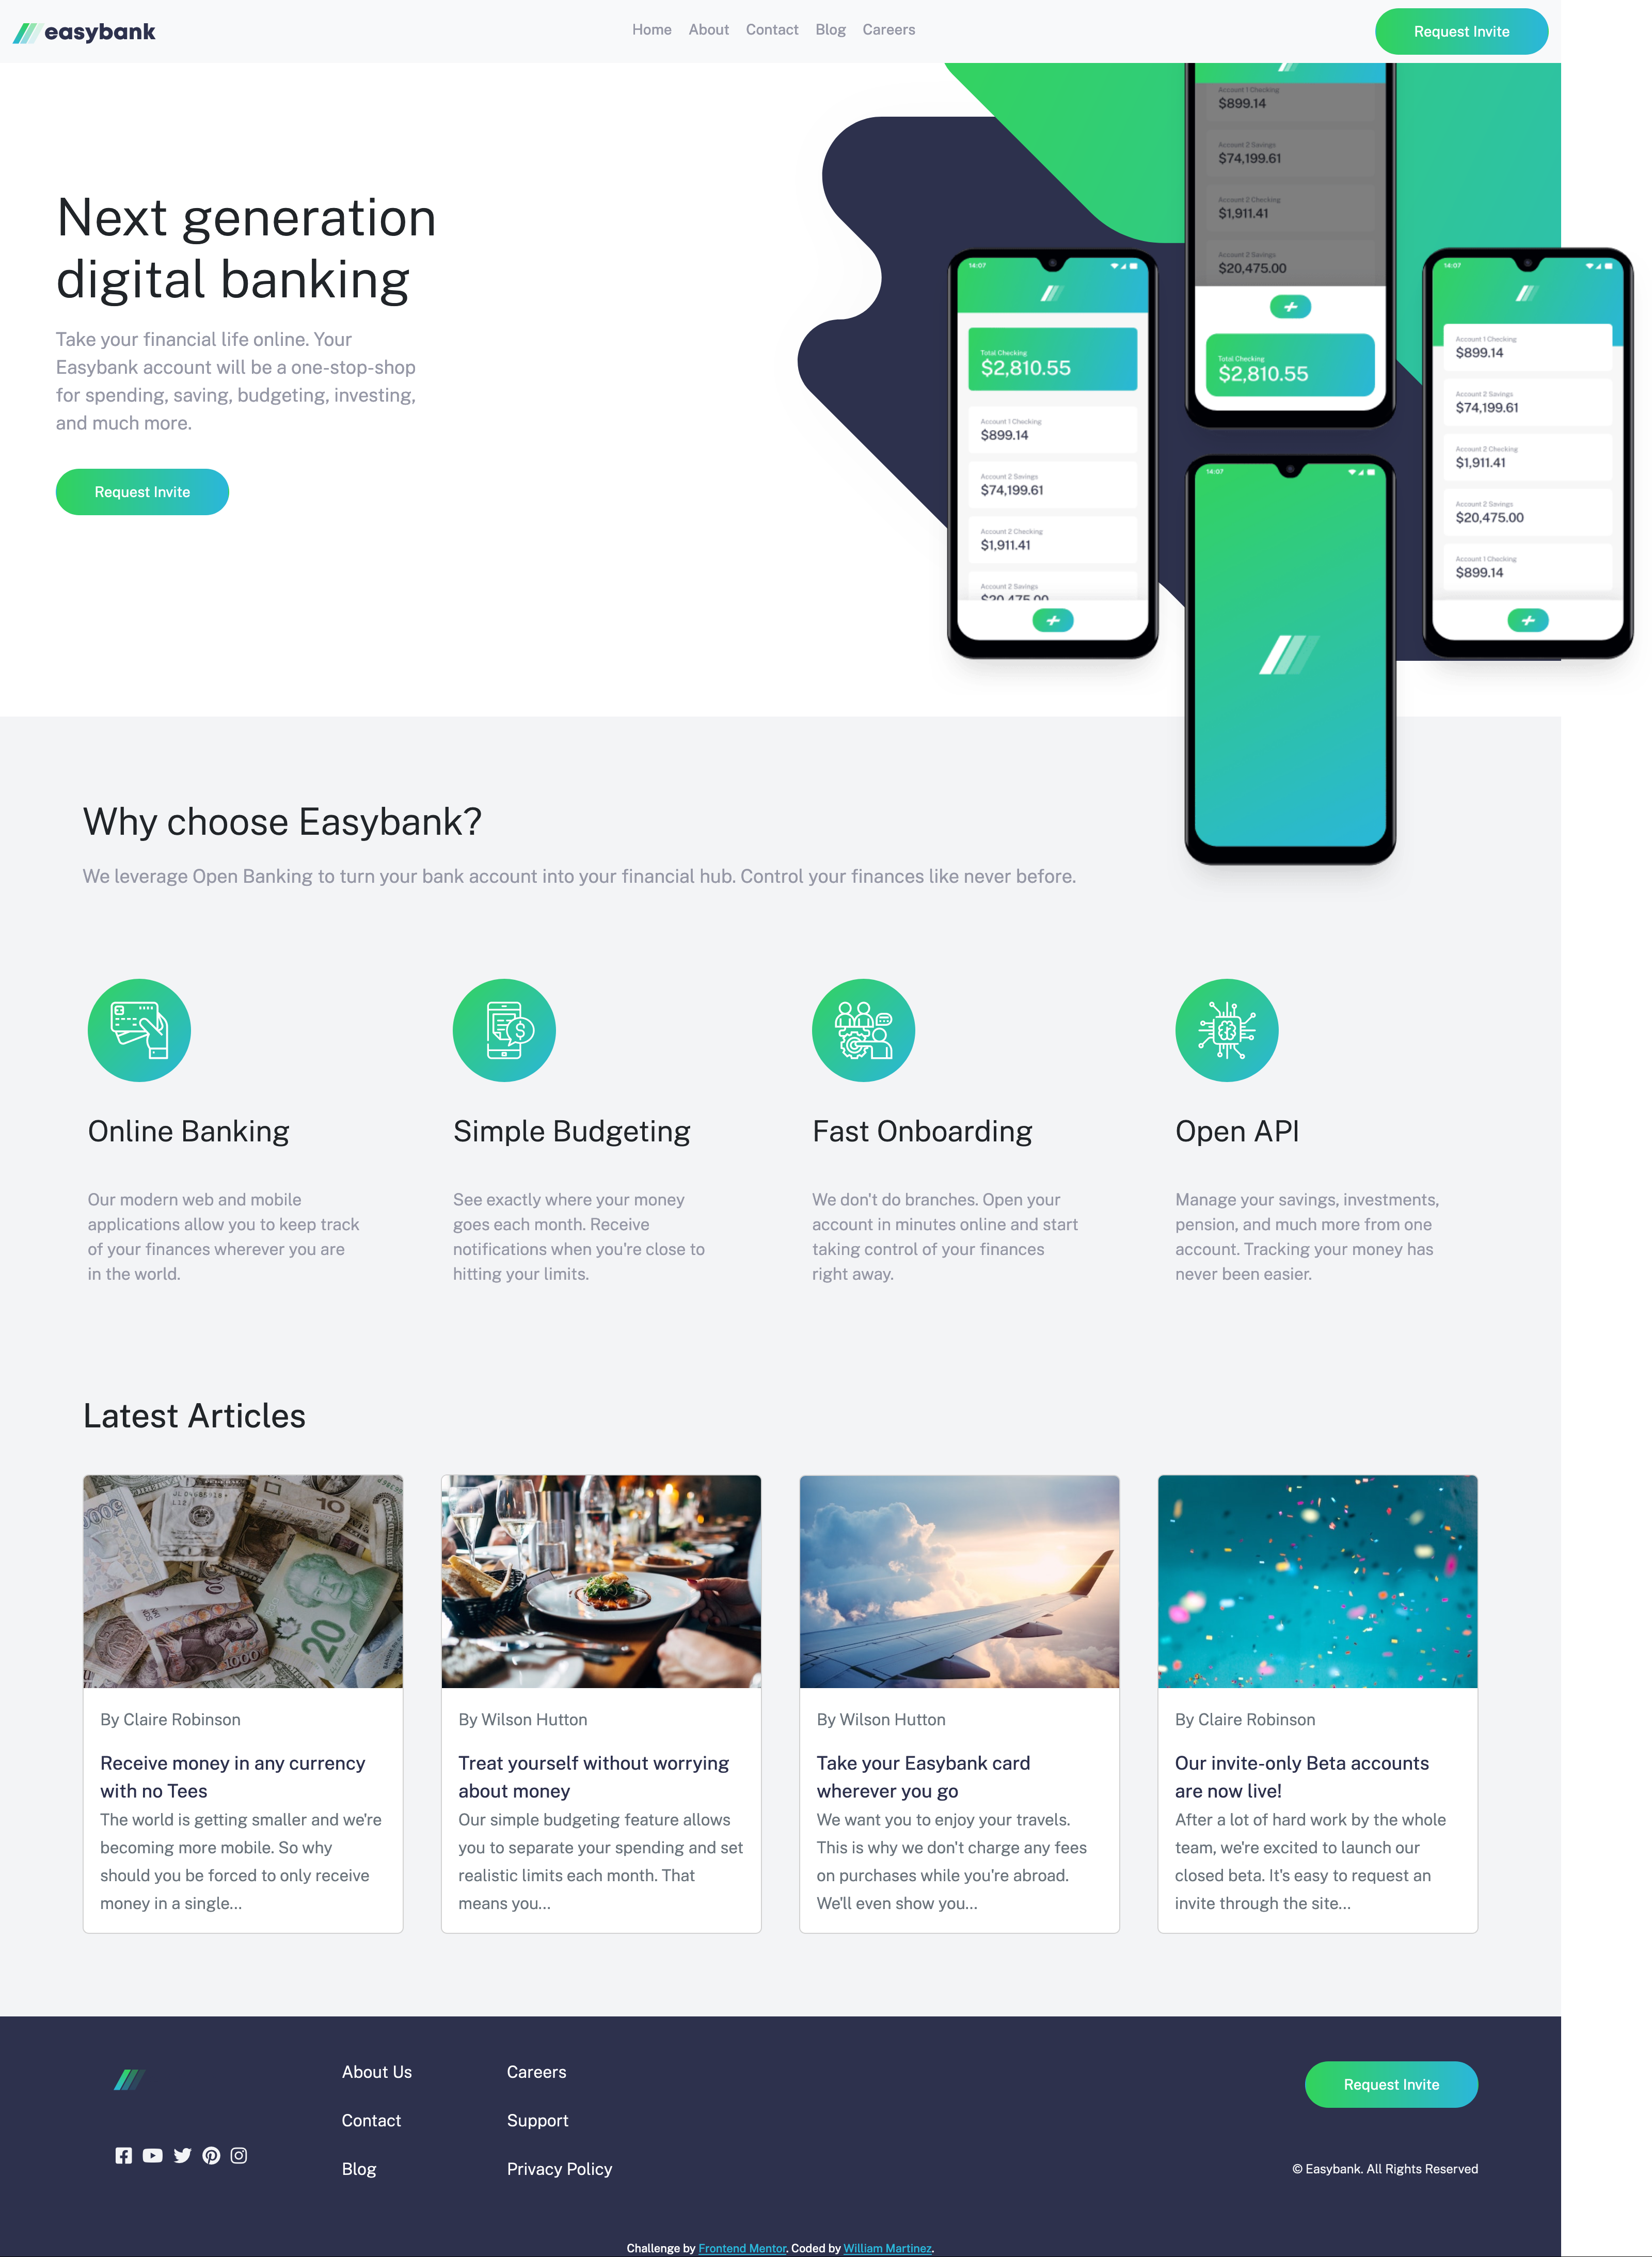 easybank
Home About Contact Blog Careers
Request Invite
Next generation
digital banking
Take your financial life online. Your
Easybank account will be a one-stop-shop
for spending, saving, budgeting, investing,
and much more.
Request Invite
Account 1 Checking
$899.14
Account 2 Savings
$74,199.61
Account 2 Checking
$1,911.41
Account 2 Savings
$20,475.00
Total Checking
$2,810.55
14:07
Total Checking
$2,810.55
Account 1 Checking
$899.14
Account 2 Savings
$74,199.61
Account 2 Checking
$1,911.41
Account 2 Savings
$20,475.00
14:07
Account 1 Checking
$899.14
Account 2 Savings
$74,199.61
Account 2 Checking
$1,911.41
Account 2 Savings
$20,475.00
Account 1 Checking
$899.14
14:07
Why choose Easybank?
We leverage Open Banking to turn your bank account into your financial hub. Control your finances like never before.
Online Banking
Our modern web and mobile
applications allow you to keep track
of your finances wherever you are
in the world.
Simple Budgeting
See exactly where your money
goes each month. Receive
notifications when you're close to
hitting your limits.
Fast Onboarding
We don't do branches. Open your
account in minutes online and start
taking control of your finances
right away.
Open API
Manage your savings, investments,
pension, and much more from one
account. Tracking your money has
never been easier.
Latest Articles
10
20
1000
By Claire Robinson
Receive money in any currency
with no Tees
The world is getting smaller and we're
becoming more mobile. So why
should you be forced to only receive
money in a single...
By Wilson Hutton
Treat yourself without worrying
about money
Our simple budgeting feature allows
you to separate your spending and set
realistic limits each month. That
means you...
By Wilson Hutton
Take your Easybank card
wherever you go
We want you to enjoy your travels.
This is why we don't charge any fees
on purchases while you're abroad.
We'll even show you...
By Claire Robinson
Our invite-only Beta accounts
are now live!
After a lot of hard work by the whole
team, we're excited to launch our
closed beta. It's easy to request an
invite through the site...
About Us
Contact
Blog
Careers
Support
Privacy Policy
Request Invite
© Easybank. All Rights Reserved
Challenge by Frontend Mentor. Coded by William Martinez.